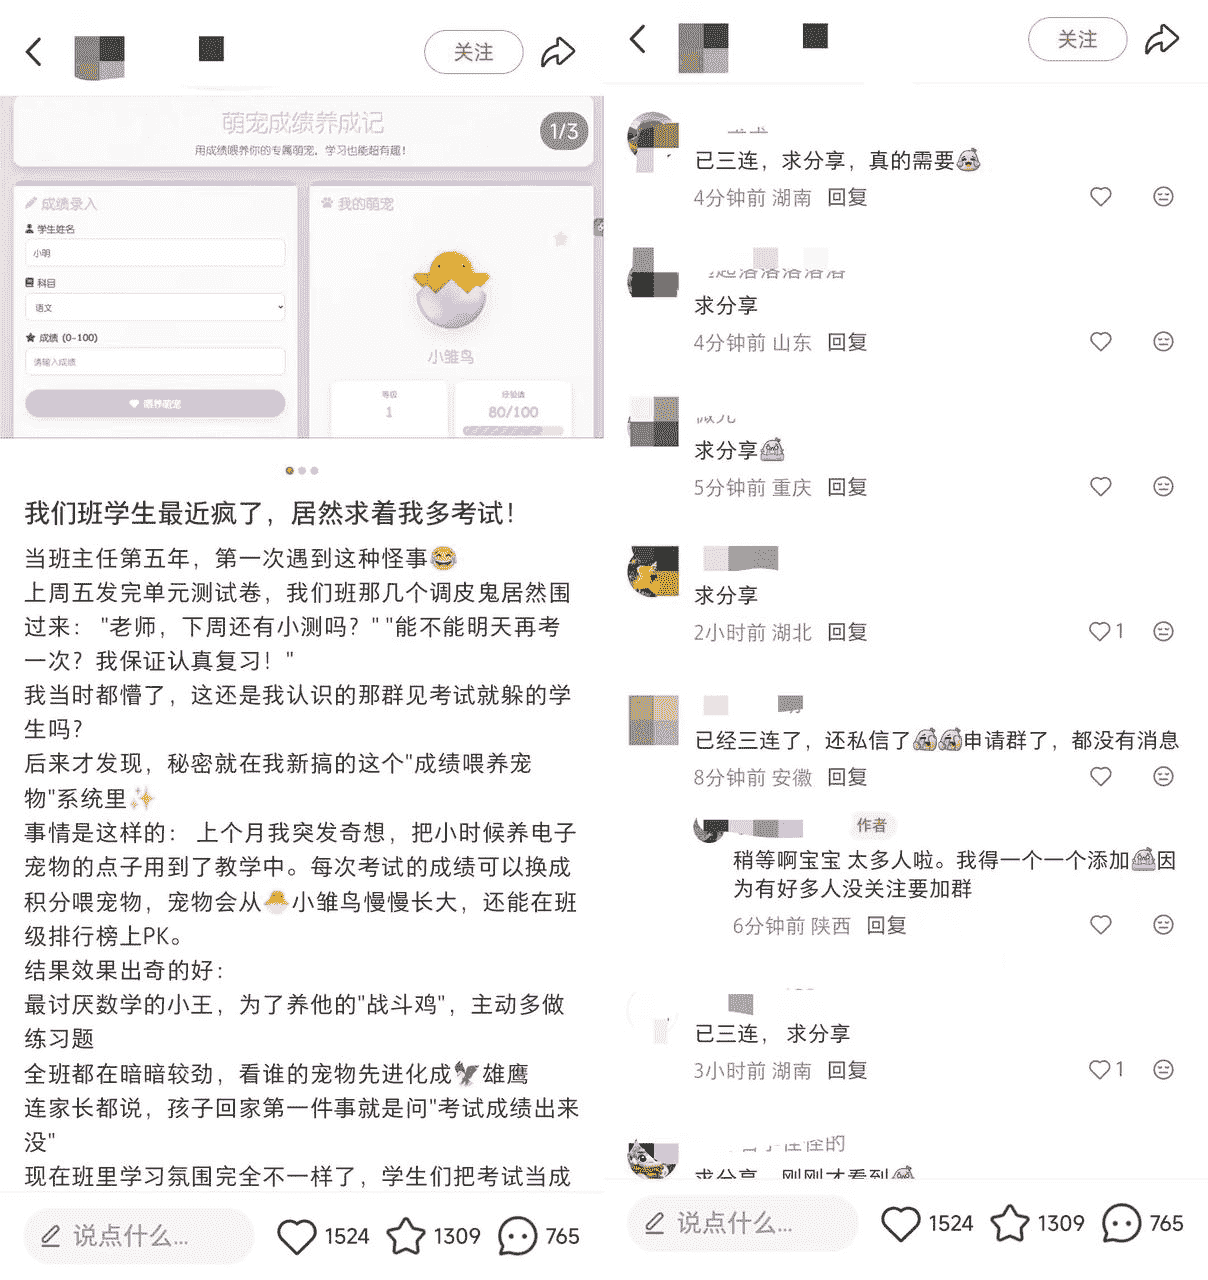 关注
萌宠成绩养成记
用成绩喂养你的专属萌宠，学习也能超有趣！
1/3
成绩录入
学生姓名
小明
科目
语文
成绩 (0-100)
请输入成绩
喂养萌宠
我的萌宠
小雏鸟
等级
1
经验值
80/100
我们班学生最近疯了，居然求着我多考试！
当班主任第五年，第一次遇到这种怪事😂
上周五发完单元测试卷，我们班那几个调皮鬼居然围
过来："老师，下周还有小测吗？""能不能明天再考
一次？我保证认真复习！"
我当时都懵了，这还是我认识的那群见考试就躲的学
生吗？
后来才发现，秘密就在我新搞的这个"成绩喂养宠
物"系统里✨
事情是这样的： 上个月我突发奇想，把小时候养电子
宠物的点子用到了教学中。每次考试的成绩可以换成
积分喂宠物，宠物会从🐣小雏鸟慢慢长大，还能在班
级排行榜上PK。
结果效果出奇的好：
最讨厌数学的小王，为了养他的"战斗鸡"，主动多做
练习题
全班都在暗暗较劲，看谁的宠物先进化成🦅雄鹰
连家长都说，孩子回家第一件事就是问"考试成绩出来
没"
现在班里学习氛围完全不一样了，学生们把考试当成
说点什么...
1524
1309
765
关注
已三连，求分享，真的需要
4分钟前 湖南 回复
求分享
4分钟前 山东 回复
求分享
5分钟前 重庆 回复
求分享
2小时前 湖北 回复
1
已经三连了，还私信了申请群了，都没有消息
8分钟前 安徽 回复
作者
稍等啊宝宝 太多人啦。我得一个一个添加因
为有好多人没关注要加群
6分钟前 陕西 回复
已三连， 求分享
3小时前 湖南 回复
1
怪怪的
求分享，刚刚才看到
说点什么...
1524
1309
765